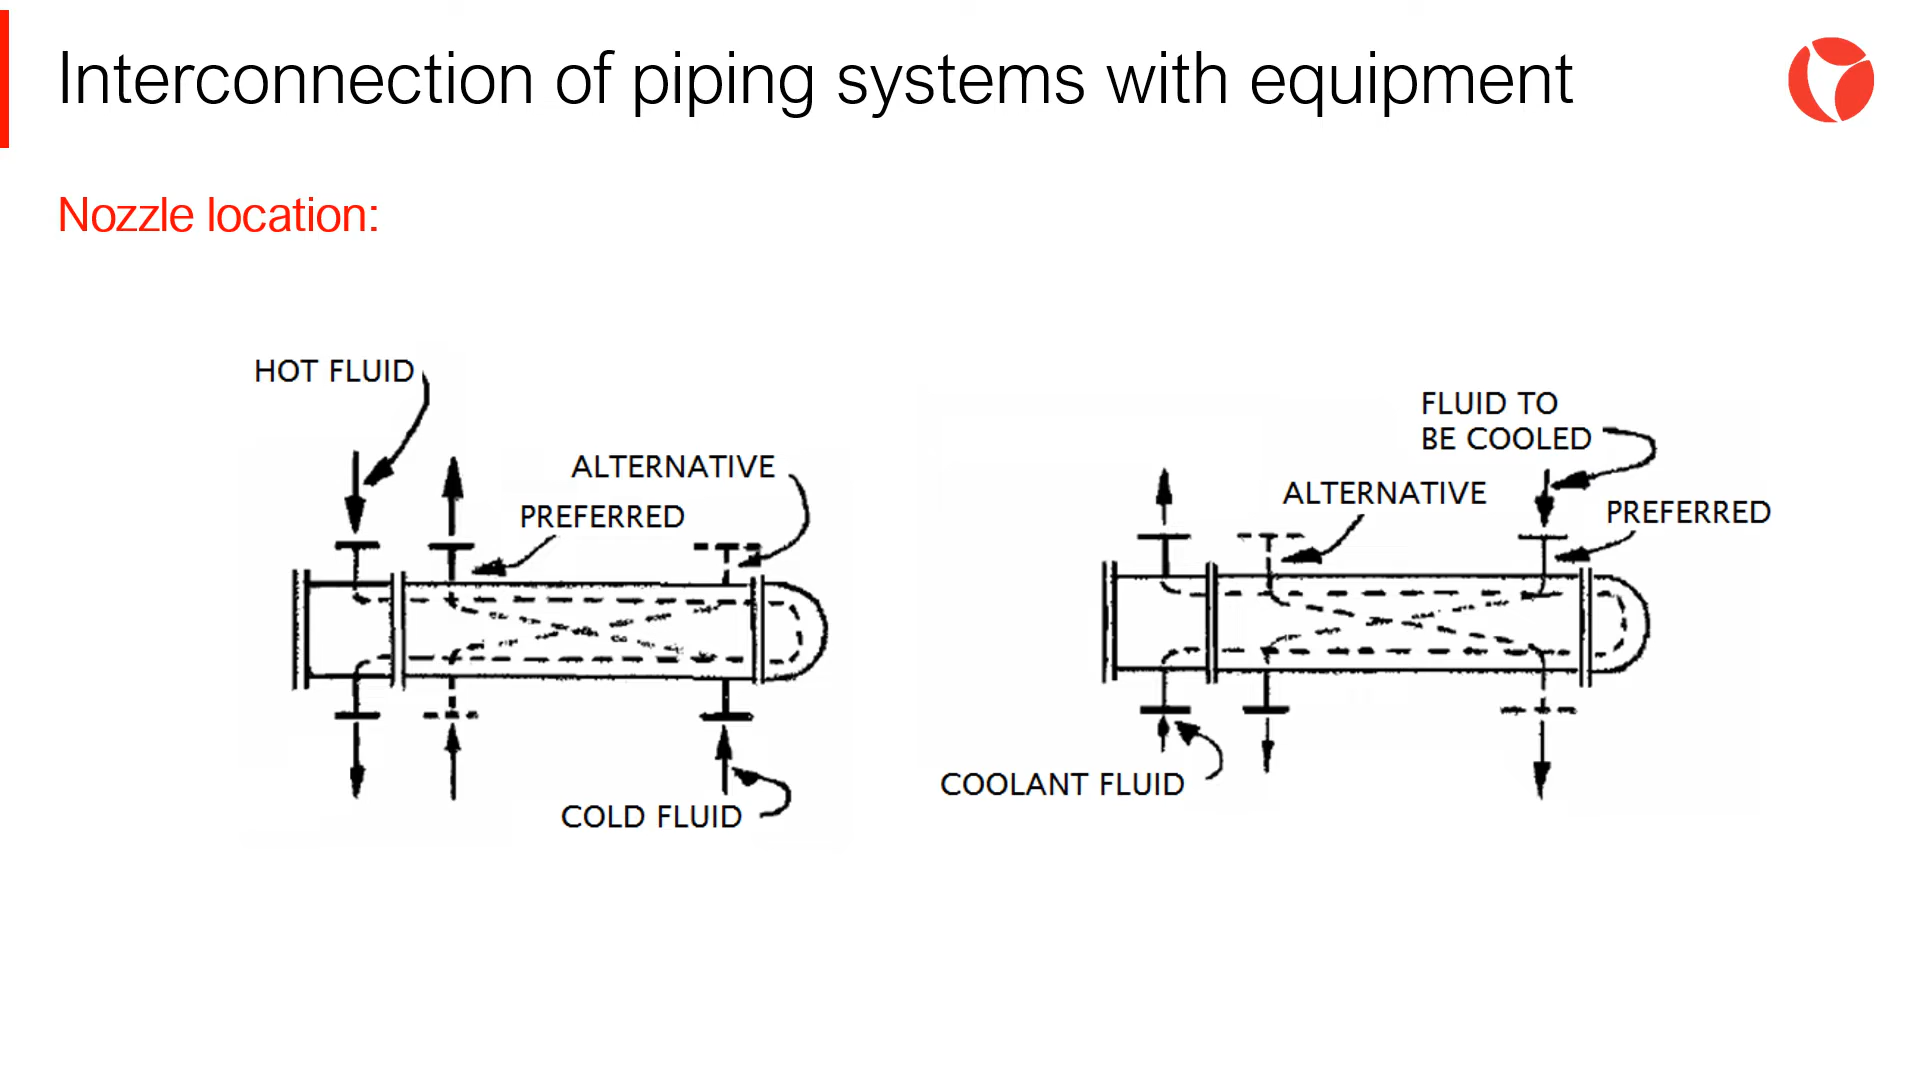 Interconnection of piping systems with equipment
Nozzle location:
HOT FLUID
ALTERNATIVE
PREFERRED
COLD FLUID
FLUID TO
BE COOLED
ALTERNATIVE
PREFERRED
COOLANT FLUID